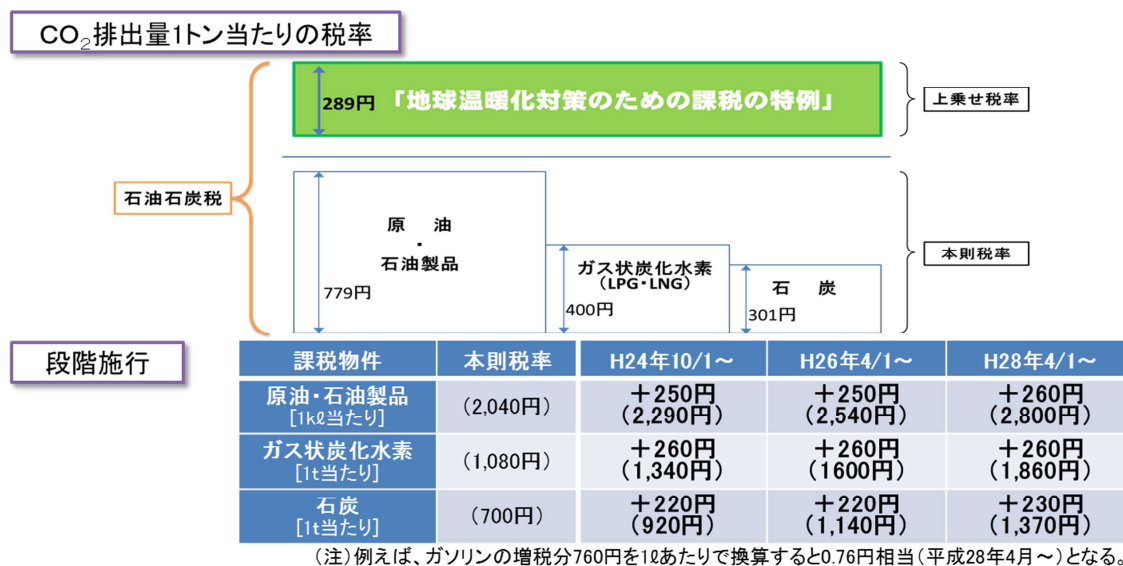 CO₂排出量1トン当たりの税率
289円 「地球温暖化対策のための課税の特例」
上乗せ税率
石油石炭税
原 油
・
石油製品
779円
ガス状炭化水素
(LPG・LNG)
400円
石 炭
301円
本則税率
段階施行
課税物件 本則税率 H24年10/1~ H26年4/1~ H28年4/1~
原油・石油製品 +250円 +250円 +260円
[1kℓ当たり] (2,040円) (2,290円) (2,540円) (2,800円)
ガス状炭化水素 +260円 +260円 +260円
[1t当たり] (1,080円) (1,340円) (1600円) (1,860円)
石炭 +220円 +220円 +230円
[1t当たり] (700円) (920円) (1,140円) (1,370円)
(注)例えば、ガソリンの増税分760円を1ℓあたりで換算すると0.76円相当(平成28年4月~)となる。